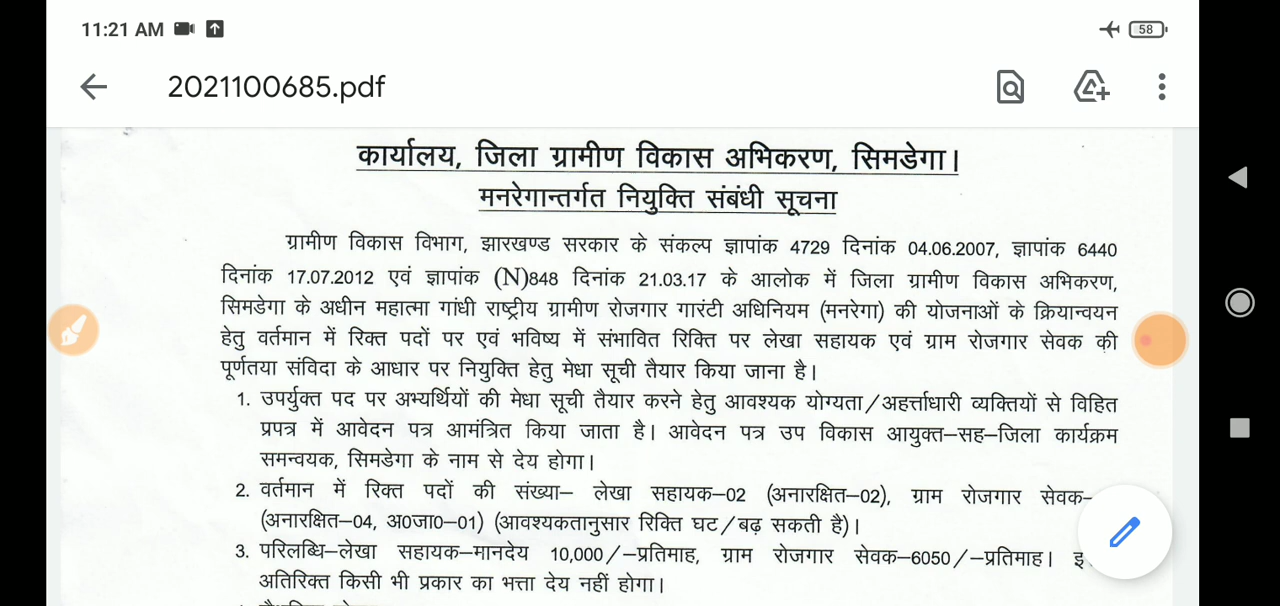 11:21 AM
58
2021100685.pdf
कार्यालय, जिला ग्रामीण विकास अभिकरण, सिमडेगा।
मनरेगान्तर्गत नियुक्ति संबंधी सूचना
ग्रामीण विकास विभाग, झारखण्ड सरकार के संकल्प ज्ञापांक 4729 दिनांक 04.06.2007, ज्ञापांक 6440
दिनांक 17.07.2012 एवं ज्ञापांक (N)848 दिनांक 21.03.17 के आलोक में जिला ग्रामीण विकास अभिकरण,
सिमडेगा के अधीन महात्मा गांधी राष्ट्रीय ग्रामीण रोजगार गारंटी अधिनियम (मनरेगा) की योजनाओं के क्रियान्वयन
हेतु वर्तमान में रिक्त पदों पर एवं भविष्य में संभावित रिक्ति पर लेखा सहायक एवं ग्राम रोजगार सेवक की
पूर्णतया संविदा के आधार पर नियुक्ति हेतु मेधा सूची तैयार किया जाना है।
1. उपर्युक्त पद पर अभ्यर्थियों की मेधा सूची तैयार करने हेतु आवश्यक योग्यता/अहर्त्ताधारी व्यक्तियों से विहित
प्रपत्र में आवेदन पत्र आमंत्रित किया जाता है। आवेदन पत्र उप विकास आयुक्त–सह–जिला कार्यक्रम
समन्वयक, सिमडेगा के नाम से देय होगा।
2. वर्तमान में रिक्त पदों की संख्या– लेखा सहायक–02 (अनारक्षित–02), ग्राम रोजगार सेवक–
(अनारक्षित–04, अ0जा0–01) (आवश्यकतानुसार रिक्ति घट/बढ़ सकती है)।
3. परिलब्धि–लेखा सहायक–मानदेय 10,000/–प्रतिमाह, ग्राम रोजगार सेवक–6050/–प्रतिमाह।
अतिरिक्त किसी भी प्रकार का भत्ता देय नहीं होगा।